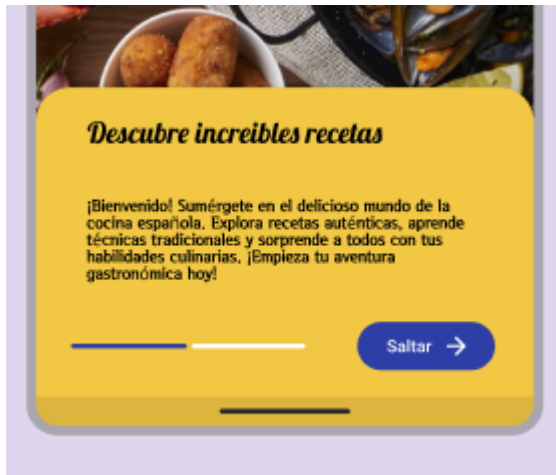 Descubre increibles recetas
¡Bienvenido! Sumérgete en el delicioso mundo de la
cocina española. Explora recetas auténticas, aprende
técnicas tradicionales y sorprende a todos con tus
habilidades culinarias. ¡Empieza tu aventura
gastronómica hoy!
Saltar